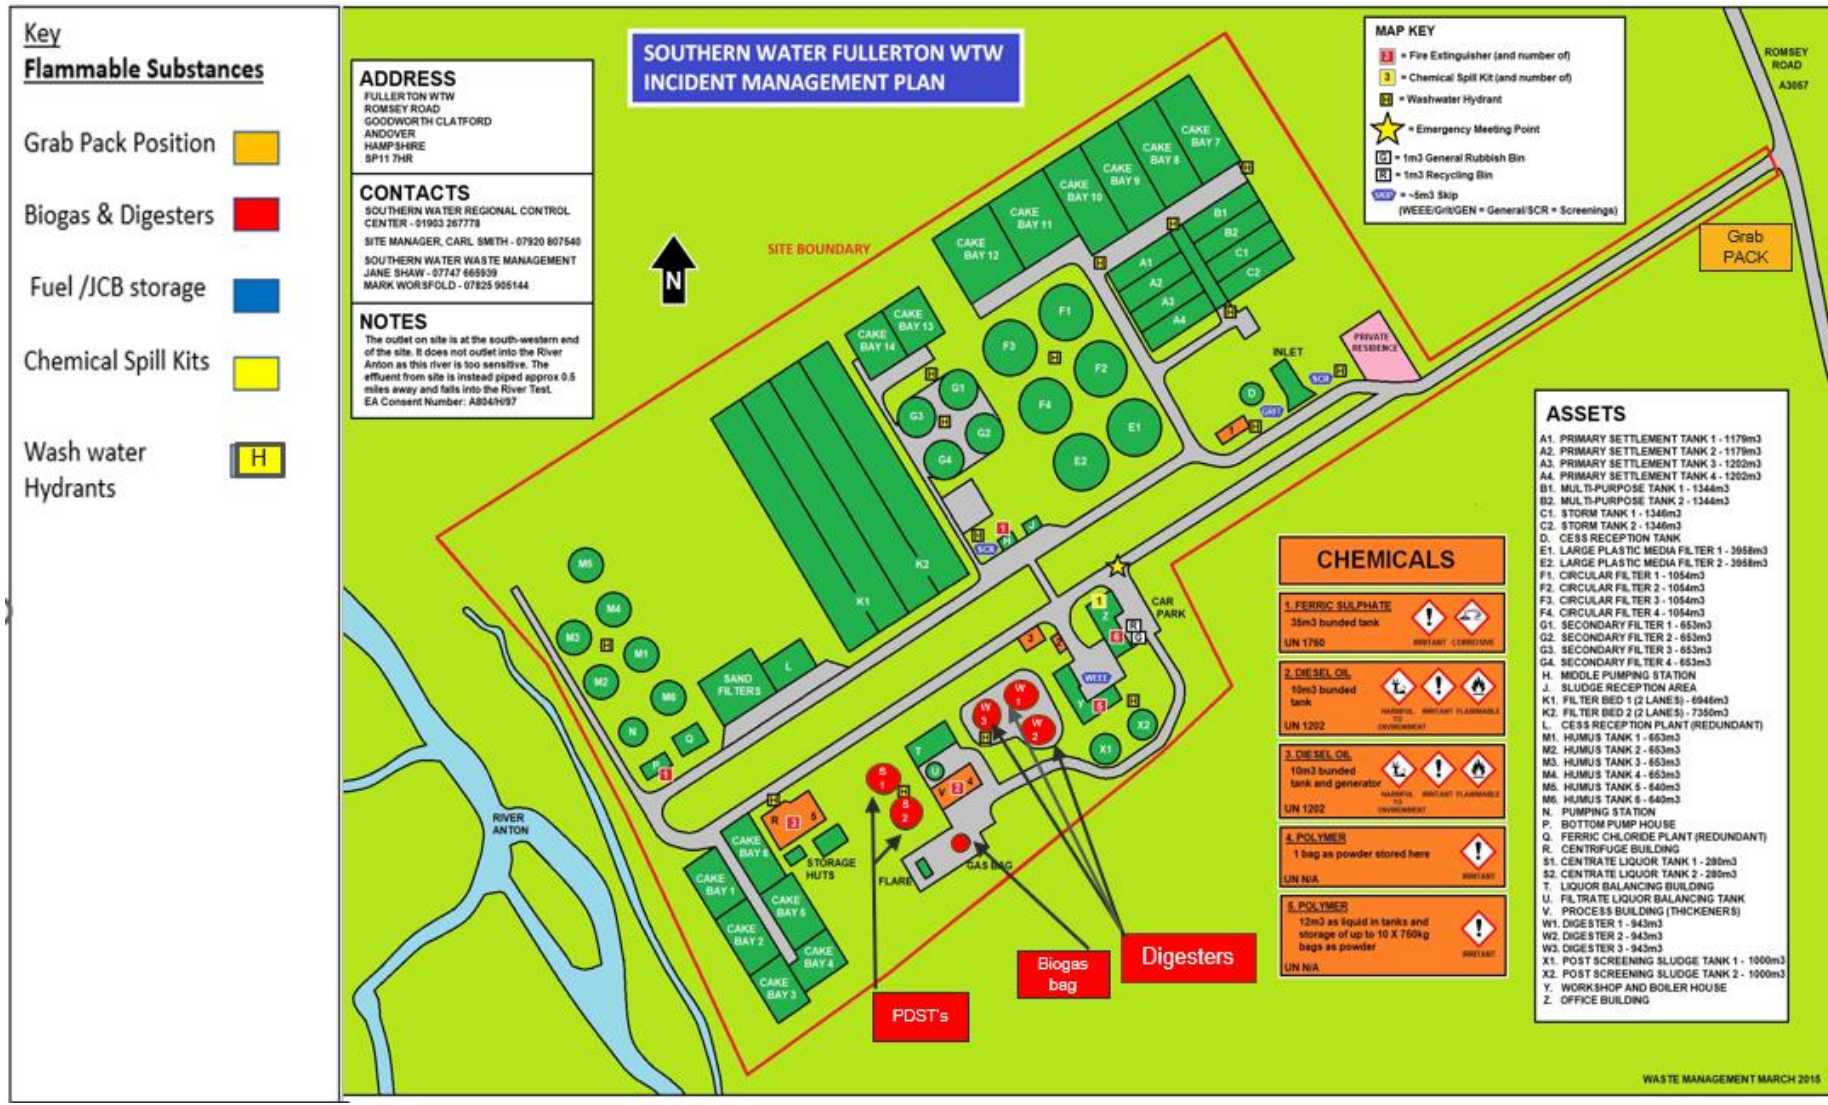 Key
Flammable Substances
Grab Pack Position
Biogas & Digesters
Fuel /JCB storage
Chemical Spill Kits
Wash water
Hydrants
H
SOUTHERN WATER FULLERTON WTW
INCIDENT MANAGEMENT PLAN
ADDRESS
FULLERTON WTW
ROMSEY ROAD
GOODWORTH CLATFORD
ANDOVER
HAMPSHIRE
SP11 7HR
CONTACTS
SOUTHERN WATER REGIONAL CONTROL
CENTER - 01903 267778
SITE MANAGER, CARL SMITH - 07920 807540
SOUTHERN WATER WASTE MANAGEMENT
JANE SHAW - 07747 665939
MARK WORSFOLD - 07825 905144
NOTES
The outlet on site is at the south-western end
of the site. It does not outlet into the River
Anton as this river is too sensitive. The
effluent from site is instead piped approx 0.5
miles away and falls into the River Test.
EA Consent Number: A804/H/97
N
SITE BOUNDARY
MAP KEY
3 = Fire Extinguisher (and number of)
3 = Chemical Spill Kit (and number of)
H = Washwater Hydrant
= Emergency Meeting Point
G = 1m3 General Rubbish Bin
R = 1m3 Recycling Bin
SKIP = ~5m3 Skip
(WEEE/Grit/GEN = General/SCR = Screenings)
ROMSEY
ROAD
A3057
Grab
PACK
CAKE
BAY 7
CAKE
BAY 8
CAKE
BAY 9
CAKE
BAY 10
CAKE
BAY 11
CAKE
BAY 12
CAKE
BAY 13
CAKE
BAY 14
H
H
H
H
B1
B2
C1
C2
A1
A2
A3
A4
F1
F3
H
F2
F4
E1
E2
H
G1
G3
H
G2
G4
PRIVATE
RESIDENCE
INLET
SCR
H
D
GRIT
1
H
K2
K1
H
SCR
1
H
J
M5
M4
M3
H
M1
M2
M6
N
Q
P
1
SAND
FILTERS
L
CAR
PARK
1
Z
6
R
G
3
2
WEEE
Y
5
H
X2
X1
W
1
W
3
W
2
H
T
U
V
2
4
S
1
H
S
2
FLARE
GAS BAG
H
R
3
5
STORAGE
HUTS
CAKE
BAY 6
CAKE
BAY 1
CAKE
BAY 5
CAKE
BAY 2
CAKE
BAY 4
CAKE
BAY 3
RIVER
ANTON
PDST's
Biogas
bag
Digesters
CHEMICALS
1. FERRIC SULPHATE
35m3 bunded tank
UN 1760
IRRITANT CORROSIVE
2. DIESEL OIL
10m3 bunded
tank
UN 1202
HARMFUL TO ENVIRONMENT IRRITANT FLAMMABLE
3. DIESEL OIL
10m3 bunded
tank and generator
UN 1202
HARMFUL TO ENVIRONMENT IRRITANT FLAMMABLE
4. POLYMER
1 bag as powder stored here
UN N/A
IRRITANT
5. POLYMER
12m3 as liquid in tanks and
storage of up to 10 X 750kg
bags as powder
UN N/A
IRRITANT
ASSETS
A1. PRIMARY SETTLEMENT TANK 1 - 1179m3
A2. PRIMARY SETTLEMENT TANK 2 - 1179m3
A3. PRIMARY SETTLEMENT TANK 3 - 1202m3
A4. PRIMARY SETTLEMENT TANK 4 - 1202m3
B1. MULTI-PURPOSE TANK 1 - 1344m3
B2. MULTI-PURPOSE TANK 2 - 1344m3
C1. STORM TANK 1 - 1346m3
C2. STORM TANK 2 - 1346m3
D. CESS RECEPTION TANK
E1. LARGE PLASTIC MEDIA FILTER 1 - 3958m3
E2. LARGE PLASTIC MEDIA FILTER 2 - 3958m3
F1. CIRCULAR FILTER 1 - 1054m3
F2. CIRCULAR FILTER 2 - 1054m3
F3. CIRCULAR FILTER 3 - 1054m3
F4. CIRCULAR FILTER 4 - 1054m3
G1. SECONDARY FILTER 1 - 653m3
G2. SECONDARY FILTER 2 - 653m3
G3. SECONDARY FILTER 3 - 653m3
G4. SECONDARY FILTER 4 - 653m3
H. MIDDLE PUMPING STATION
J. SLUDGE RECEPTION AREA
K1. FILTER BED 1 (2 LANES) - 6946m3
K2. FILTER BED 2 (2 LANES) - 7350m3
L. CESS RECEPTION PLANT (REDUNDANT)
M1. HUMUS TANK 1 - 653m3
M2. HUMUS TANK 2 - 653m3
M3. HUMUS TANK 3 - 653m3
M4. HUMUS TANK 4 - 653m3
M5. HUMUS TANK 5 - 640m3
M6. HUMUS TANK 6 - 640m3
N. PUMPING STATION
P. BOTTOM PUMP HOUSE
Q. FERRIC CHLORIDE PLANT (REDUNDANT)
R. CENTRIFUGE BUILDING
S1. CENTRATE LIQUOR TANK 1 - 280m3
S2. CENTRATE LIQUOR TANK 2 - 280m3
T. LIQUOR BALANCING BUILDING
U. FILTRATE LIQUOR BALANCING TANK
V. PROCESS BUILDING (THICKENERS)
W1. DIGESTER 1 - 943m3
W2. DIGESTER 2 - 943m3
W3. DIGESTER 3 - 943m3
X1. POST SCREENING SLUDGE TANK 1 - 1000m3
X2. POST SCREENING SLUDGE TANK 2 - 1000m3
Y. WORKSHOP AND BOILER HOUSE
Z. OFFICE BUILDING
WASTE MANAGEMENT MARCH 2015